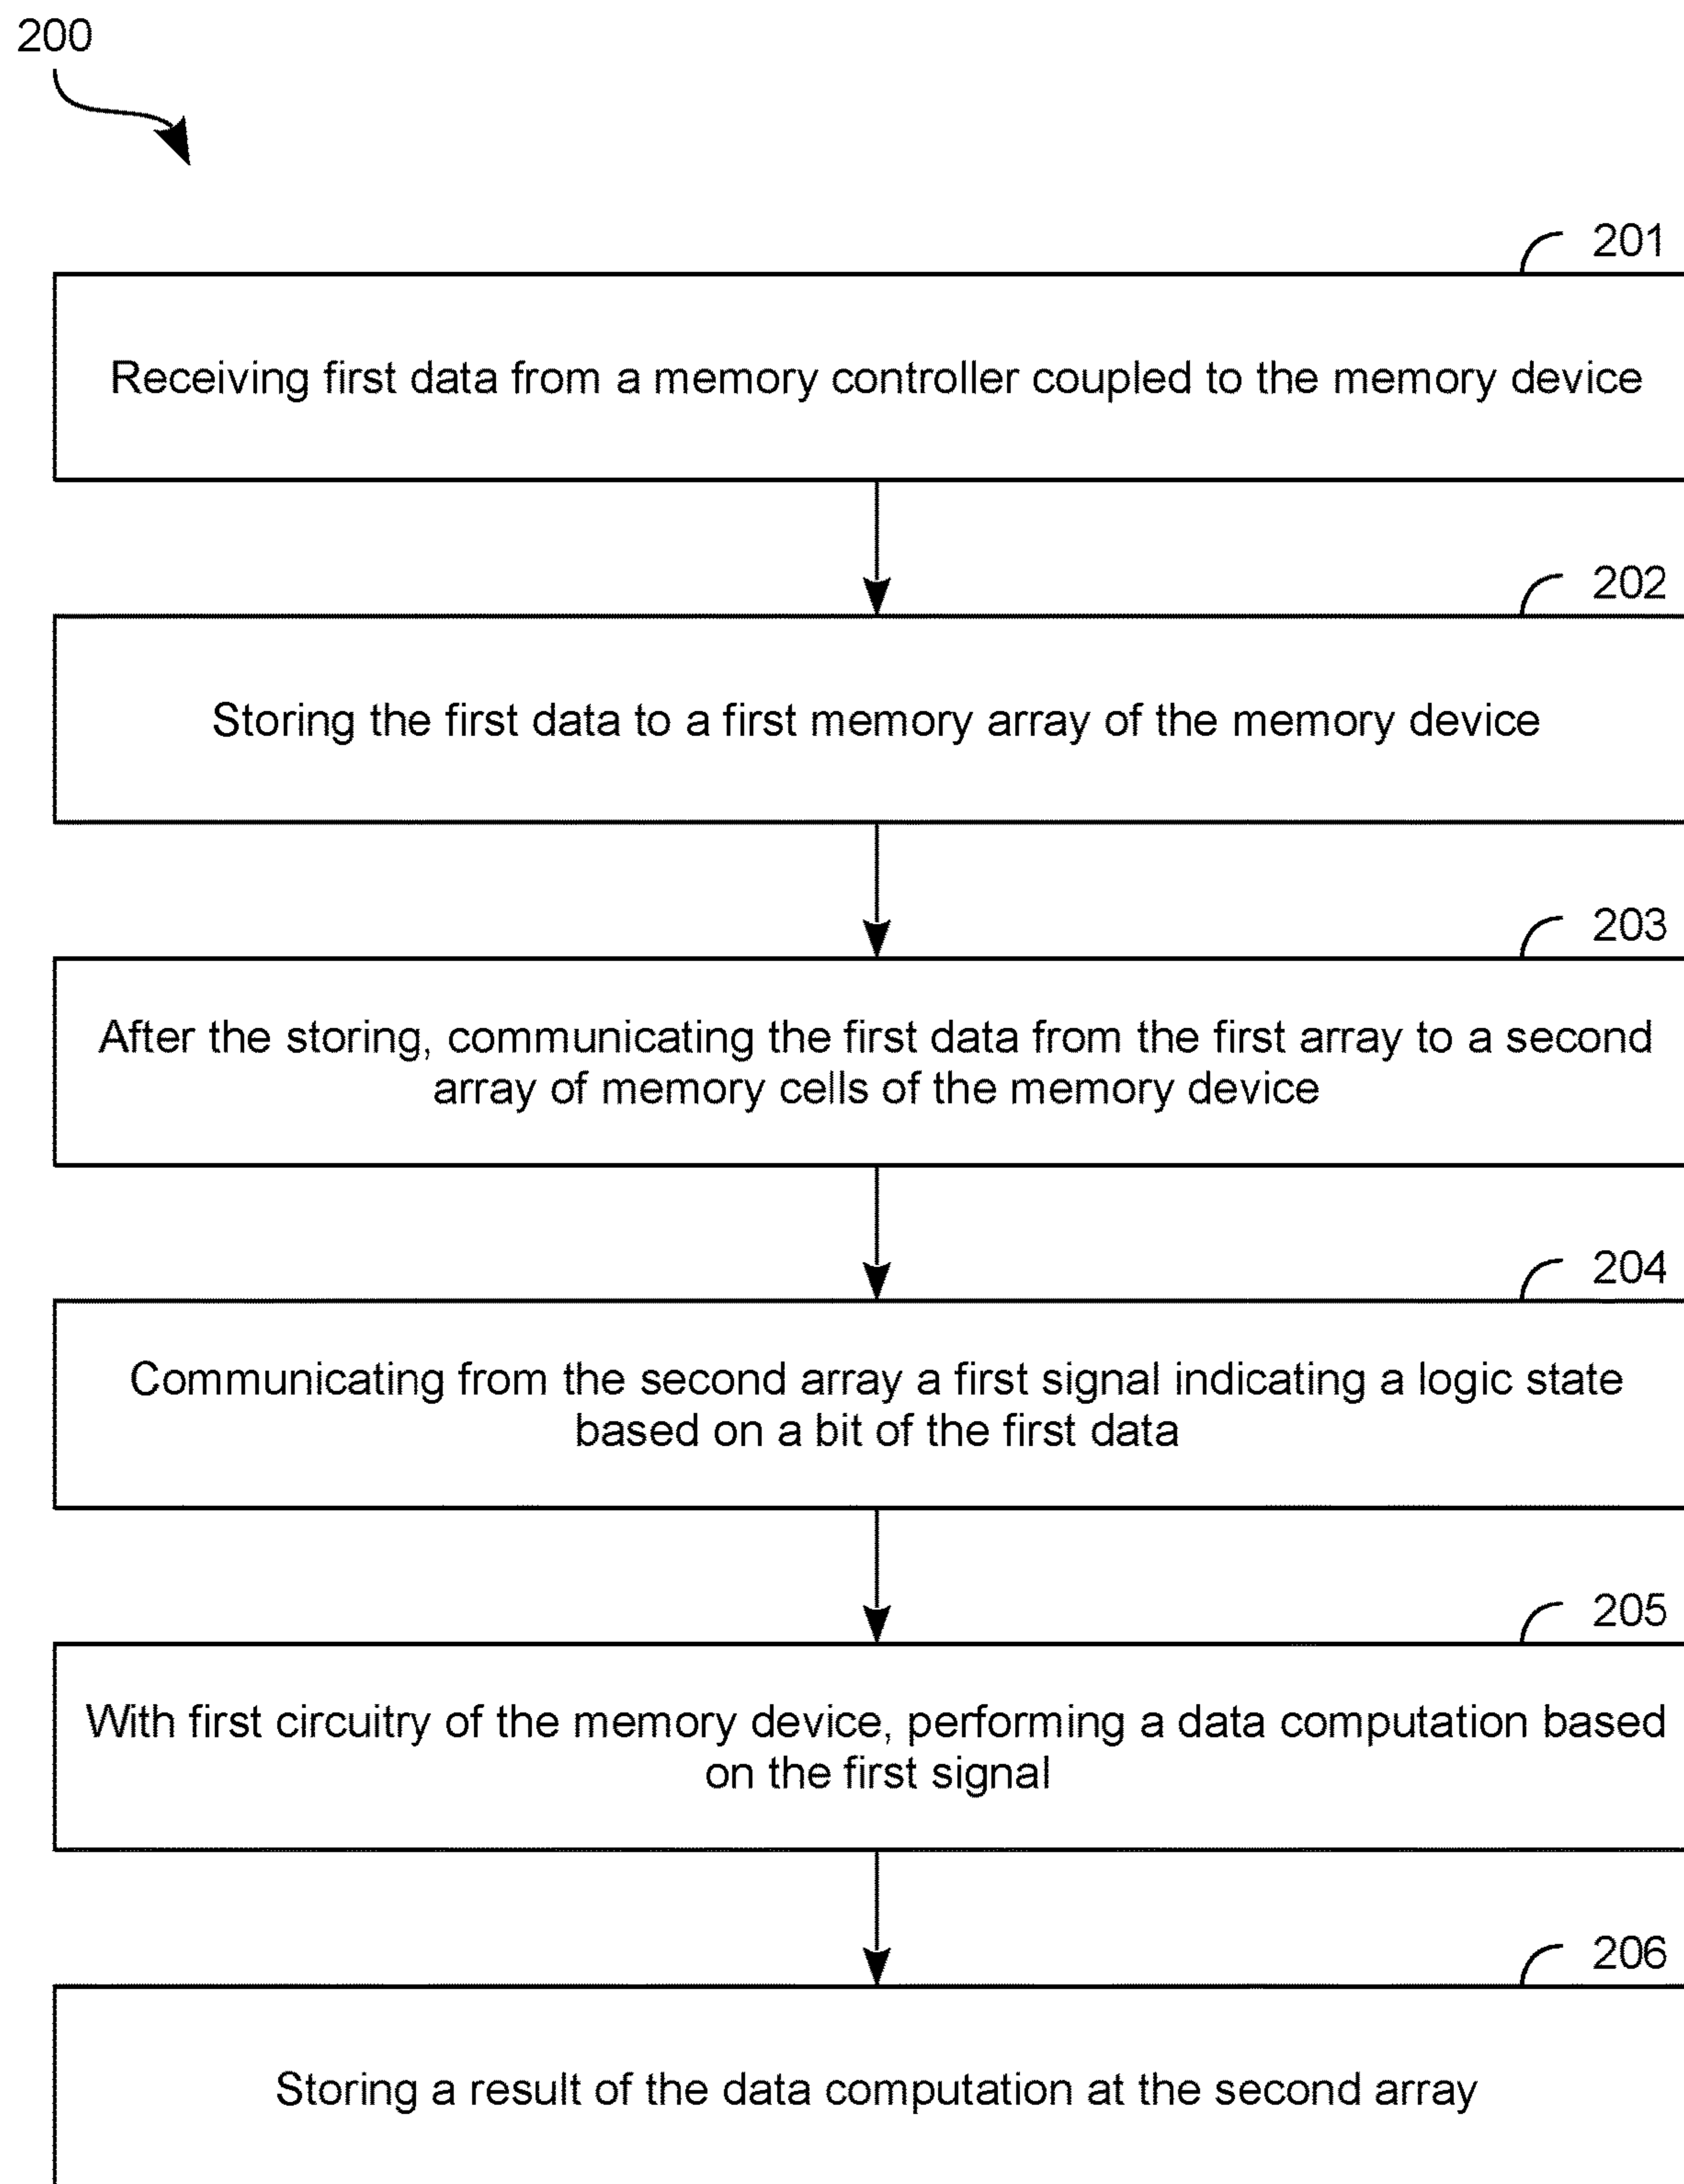 200
201
Receiving first data from a memory controller coupled to the memory device
202
Storing the first data to a first memory array of the memory device
203
After the storing, communicating the first data from the first array to a second
array of memory cells of the memory device
204
Communicating from the second array a first signal indicating a logic state
based on a bit of the first data
205
With first circuitry of the memory device, performing a data computation based
on the first signal
206
Storing a result of the data computation at the second array